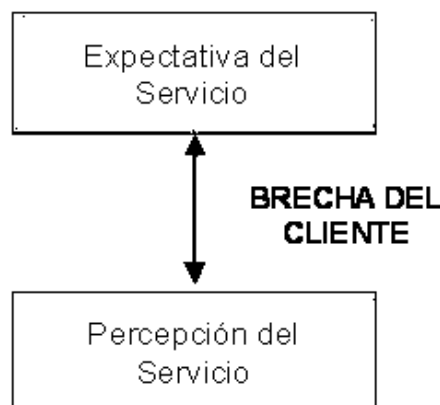 Expectativa del
Servicio
BRECHA DEL
CLIENTE
Percepción del
Servicio